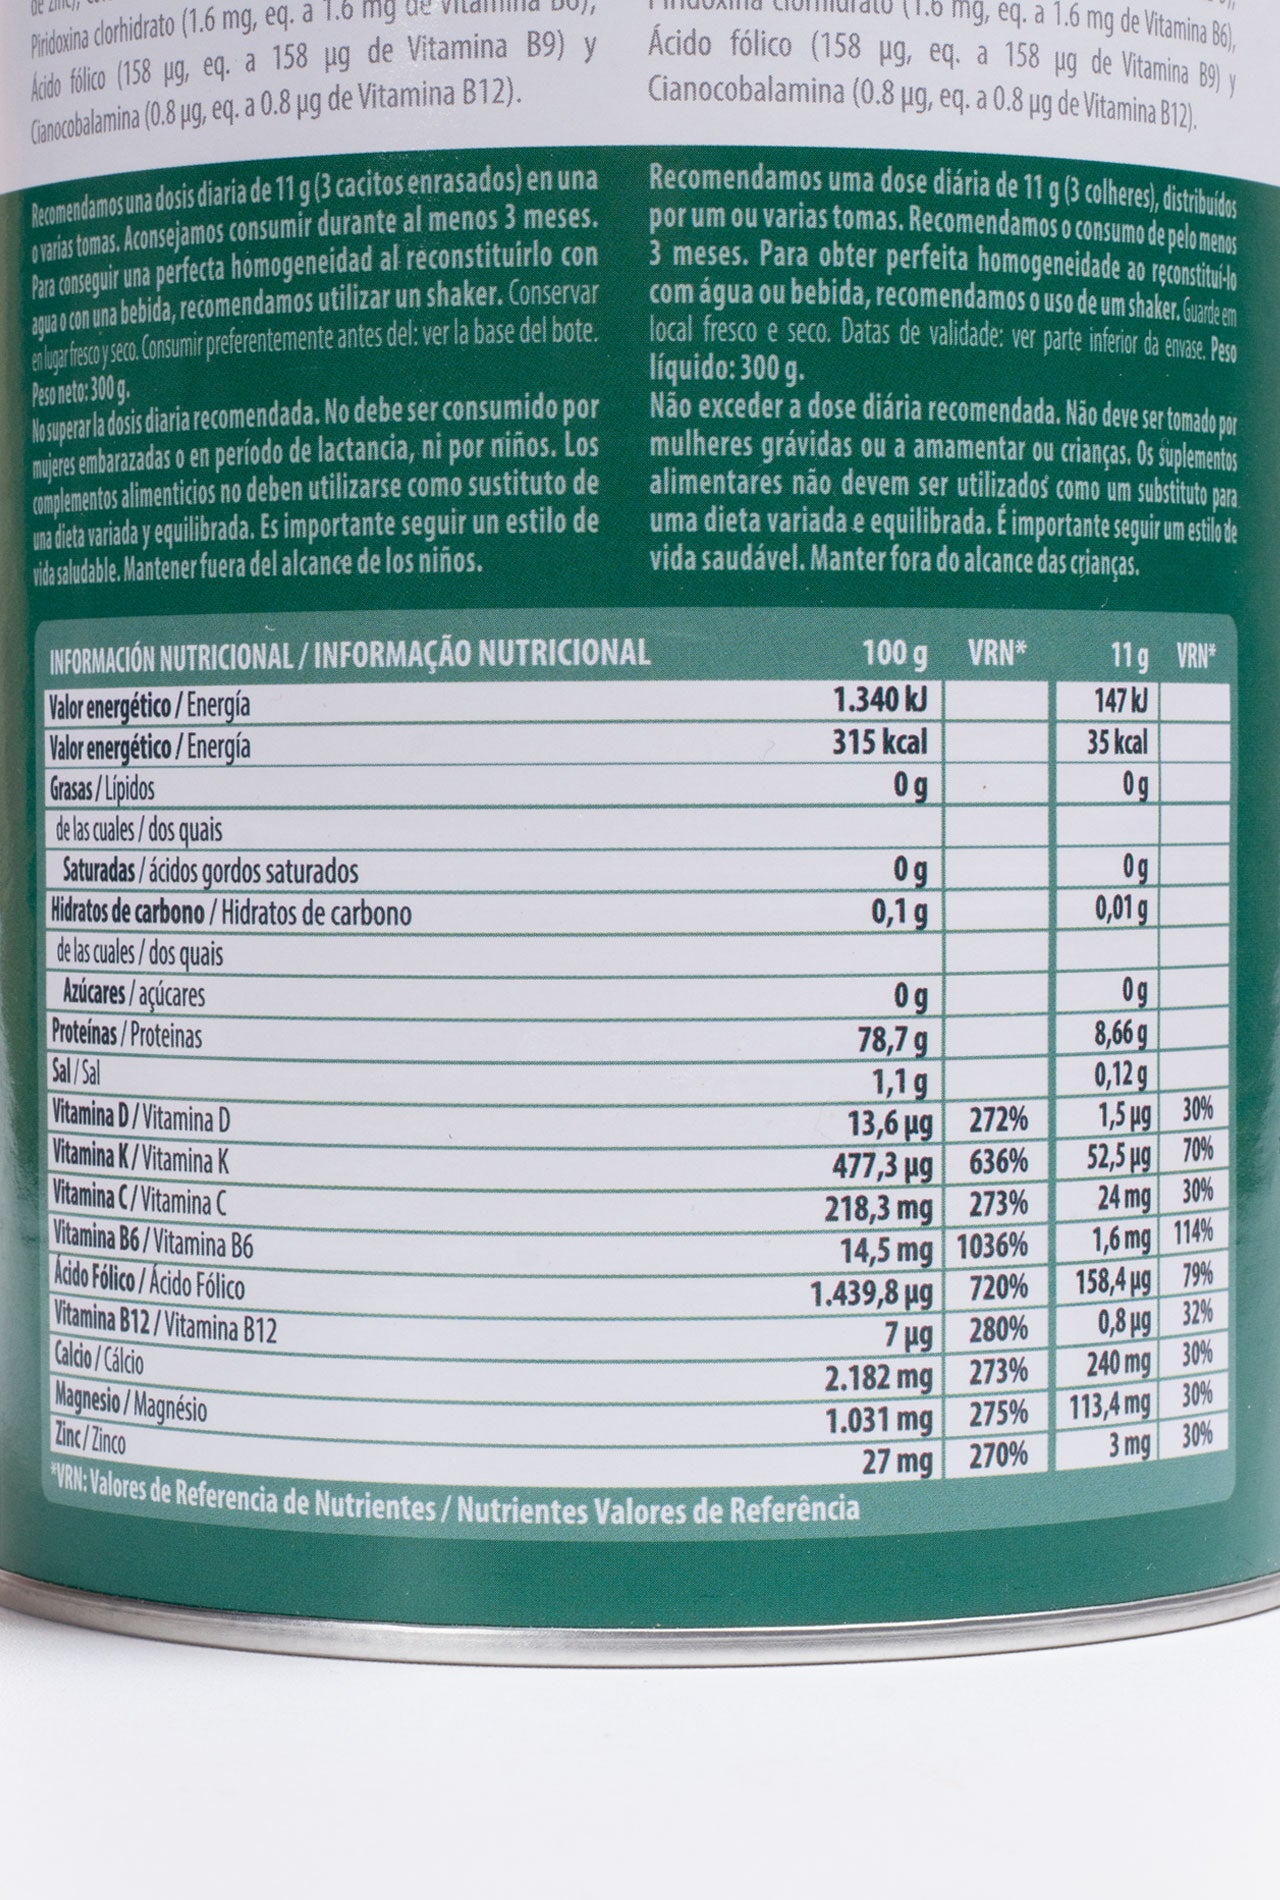 Piridoxina clorhidrato (1.6 mg, eq. a 1.6 mg de Vitamina B6),
Ácido fólico (158 µg, eq. a 158 µg de Vitamina B9) y
Cianocobalamina (0.8 µg, eq. a 0.8 µg de Vitamina B12).
Piridoxina clorhidrato (1.6 mg, eq. a 1.6 mg de Vitamina B6),
Ácido fólico (158 µg, eq. a 158 µg de Vitamina B9) y
Cianocobalamina (0.8 µg, eq. a 0.8 µg de Vitamina B12).
Recomendamos una dosis diaria de 11 g (3 cacitos enrasados) en una
o varias tomas. Aconsejamos consumir durante al menos 3 meses.
Para conseguir una perfecta homogeneidad al reconstituirlo con
agua o con una bebida, recomendamos utilizar un shaker. Conservar
en lugar fresco y seco. Consumir preferentemente antes del: ver la base del bote.
Peso neto: 300 g.
No superar la dosis diaria recomendada. No debe ser consumido por
mujeres embarazadas o en período de lactancia, ni por niños. Los
complementos alimenticios no deben utilizarse como sustituto de
una dieta variada y equilibrada. Es importante seguir un estilo de
vida saludable. Mantener fuera del alcance de los niños.
Recomendamos uma dose diária de 11 g (3 colheres), distribuídos
por um ou varias tomas. Recomendamos o consumo de pelo menos
3 meses. Para obter perfeita homogeneidade ao reconstituí-lo
com água ou bebida, recomendamos o uso de um shaker. Guarde em
local fresco e seco. Datas de validade: ver parte inferior da envase. Peso
líquido: 300 g.
Não exceder a dose diária recomendada. Não deve ser tomado por
mulheres grávidas ou a amamentar ou crianças. Os suplementos
alimentares não devem ser utilizados como um substituto para
uma dieta variada e equilibrada. É importante seguir um estilo de
vida saudável. Manter fora do alcance das crianças.
INFORMACIÓN NUTRICIONAL / INFORMAÇÃO NUTRICIONAL 100 g VRN* 11 g VRN*
Valor energético / Energía 1.340 kJ 147 kJ
Valor energético / Energía 315 kcal 35 kcal
Grasas / Lípidos 0 g 0 g
de las cuales / dos quais
Saturadas / ácidos gordos saturados 0 g 0 g
Hidratos de carbono / Hidratos de carbono 0,1 g 0,01 g
de las cuales / dos quais
Azúcares / açúcares 0 g 0 g
Proteínas / Proteinas 78,7 g 8,66 g
Sal / Sal 1,1 g 0,12 g
Vitamina D / Vitamina D 13,6 µg 272% 1,5 µg 30%
Vitamina K / Vitamina K 477,3 µg 636% 52,5 µg 70%
Vitamina C / Vitamina C 218,3 mg 273% 24 mg 30%
Vitamina B6 / Vitamina B6 14,5 mg 1036% 1,6 mg 114%
Ácido Fólico / Ácido Fólico 1.439,8 µg 720% 158,4 µg 79%
Vitamina B12 / Vitamina B12 7 µg 280% 0,8 µg 32%
Calcio / Cálcio 2.182 mg 273% 240 mg 30%
Magnesio / Magnésio 1.031 mg 275% 113,4 mg 30%
Zinc / Zinco 27 mg 270% 3 mg 30%
*VRN: Valores de Referencia de Nutrientes / Nutrientes Valores de Referência